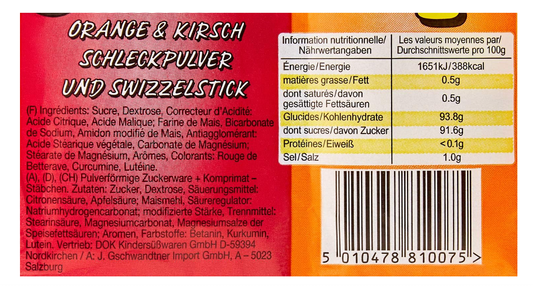 ORANGE & KIRSCH
SCHLECKPULVER
UND SWIZZELSTICK
(F) Ingrédients: Sucre, Dextrose, Correcteur d'Acidité:
Acide Citrique, Acide Malique; Farine de Mais, Bicarbonate
de Sodium, Amidon modifié de Mais, Antiagglomérant:
Acide Stéarique végétale, Carbonate de Magnésium;
Stéarate de Magnésium, Arômes, Colorants: Rouge de
Betterave, Curcumine, Lutéine.
(A), (D), (CH) Pulverförmige Zuckerware + Komprimat –
Stäbchen. Zutaten: Zucker, Dextrose, Säuerungsmittel:
Citronensäure, Apfelsäure; Maismehl, Säureregulator:
Natriumhydrogencarbonat; modifizierte Stärke, Trennmittel:
Stearinsäure, Magnesiumcarbonat, Magnesiumsalze der
Speisefettsäuren; Aromen, Farbstoffe: Betanin, Kurkumin,
Lutein. Vertrieb: DOK Kindersüßwaren GmbH D-59394
Nordkirchen / A: J. Gschwandtner Import GmbH, A – 5023
Salzburg
Information nutritionnelle/ Les valeurs moyennes par/
Nährwertangaben Durchschnittswerte pro 100g
Énergie/Energie 1651kJ/388kcal
matières grasse/Fett 0.5g
dont saturés/davon
gesättigte Fettsäuren 0.5g
Glucides/Kohlenhydrate 93.8g
dont sucres/davon Zucker 91.6g
Protéines/Eiweiß <0.1g
Sel/Salz 1.0g
5 010478 810075 >